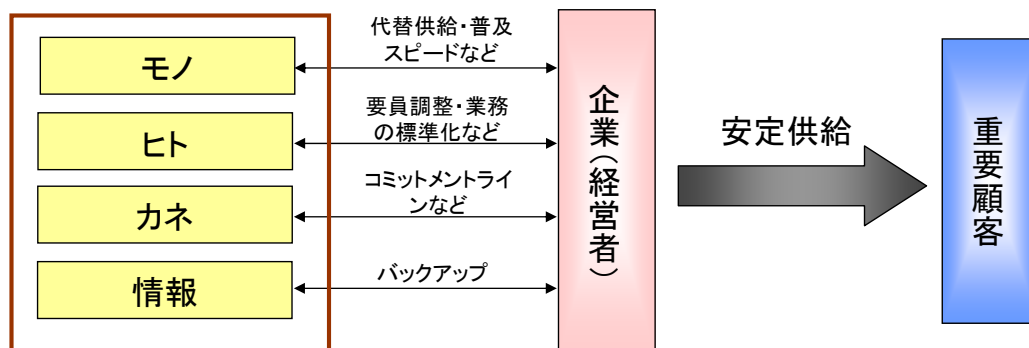 モノ
代替供給・普及
スピードなど
ヒト
要員調整・業務
の標準化など
カネ
コミットメントライ
ンなど
情報
バックアップ
企業(経営者)
安定供給
重要顧客